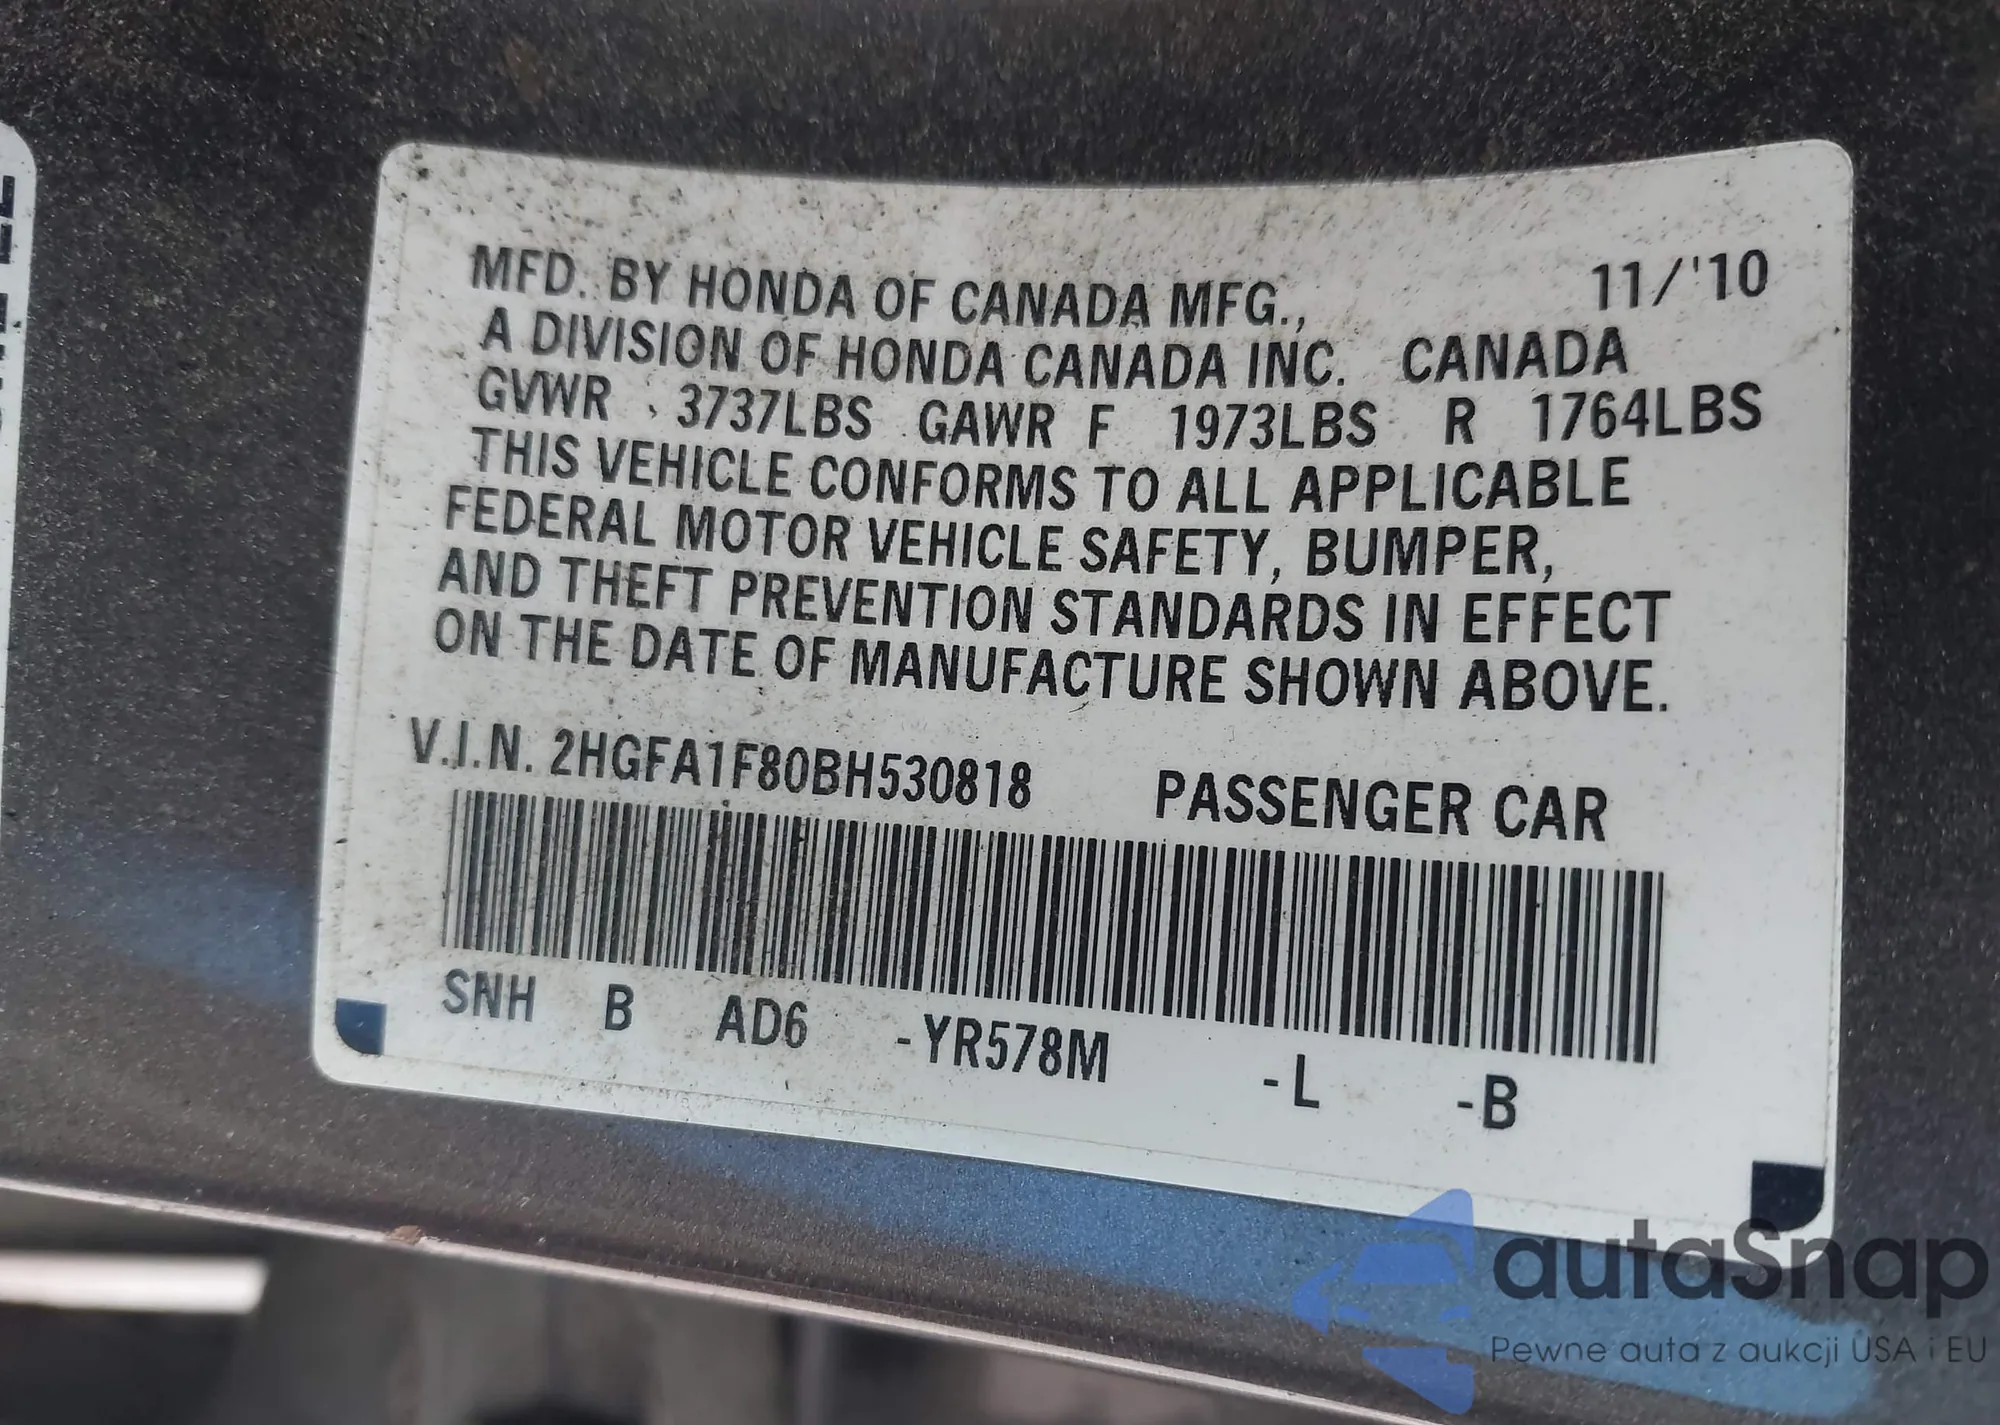 MFD. BY HONDA OF CANADA MFG., 11/'10
A DIVISION OF HONDA CANADA INC. CANADA
GVWR 3737LBS GAWR F 1973LBS R 1764LBS
THIS VEHICLE CONFORMS TO ALL APPLICABLE
FEDERAL MOTOR VEHICLE SAFETY, BUMPER,
AND THEFT PREVENTION STANDARDS IN EFFECT
ON THE DATE OF MANUFACTURE SHOWN ABOVE.
V.I.N. 2HGFA1F80BH530818 PASSENGER CAR
SNH B AD6 -YR578M -L -B
autaSnap
Pewne auta z aukcji USA i EU